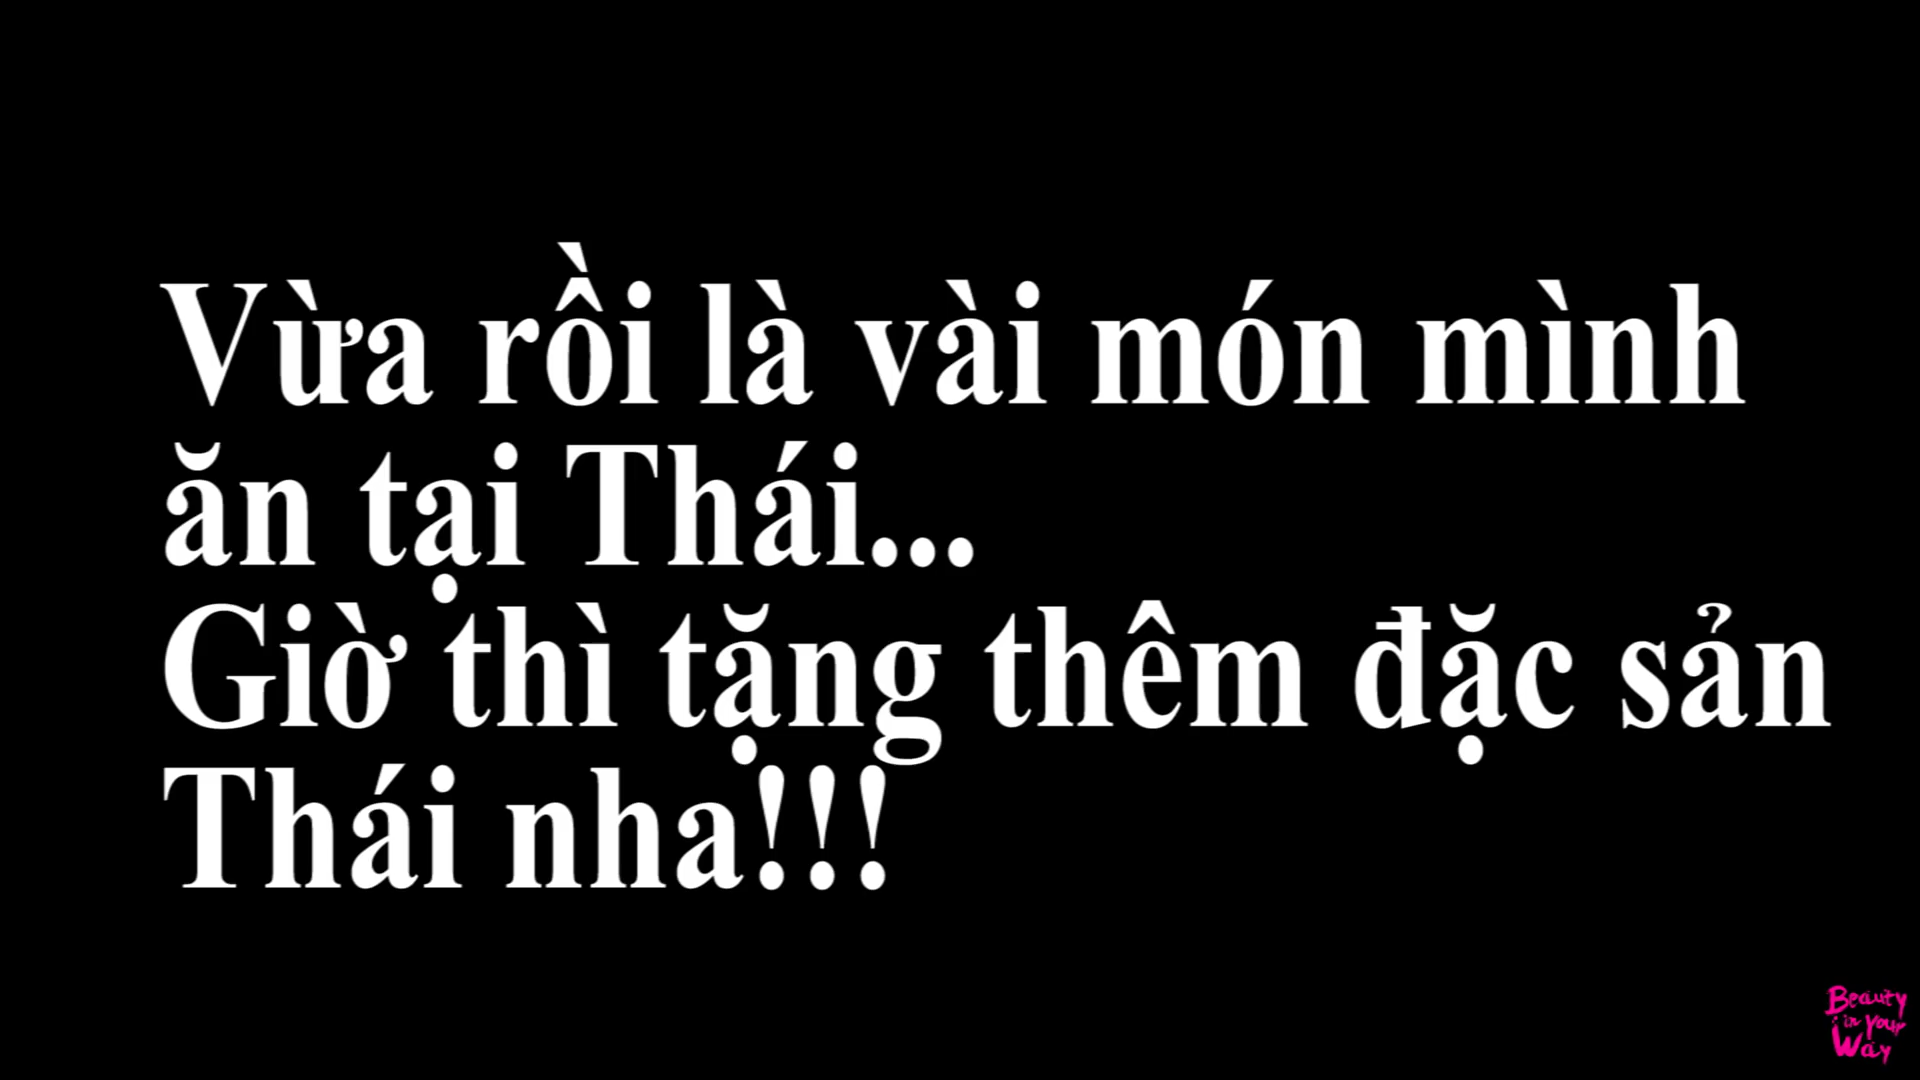 Vừa rồi là vài món mình
ăn tại Thái...
Giờ thì tặng thêm đặc sản
Thái nha!!!
Beauty
in your
Way